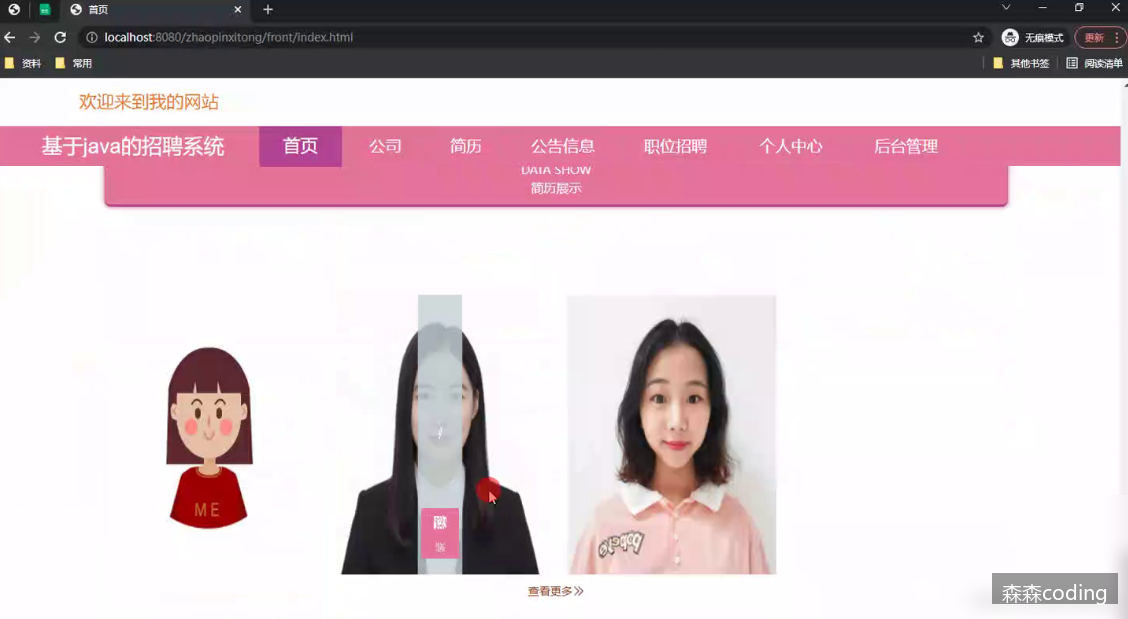 首页
localhost:8080/zhaopinxitong/front/index.html
无痕模式
更新
资料
常用
其他书签
阅读清单
欢迎来到我的网站
基于java的招聘系统
首页
公司
简历
公告信息
职位招聘
个人中心
后台管理
DATA SHOW
简历展示
ME
查看更多
森森coding